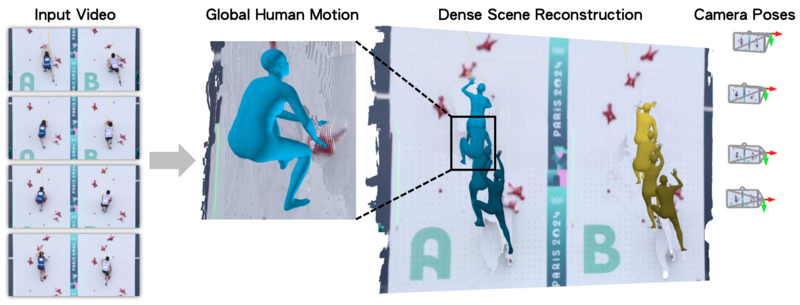 Input Video
Global Human Motion
Dense Scene Reconstruction
Camera Poses
A
B
PARIS 2024
PARIS 2024
A
B